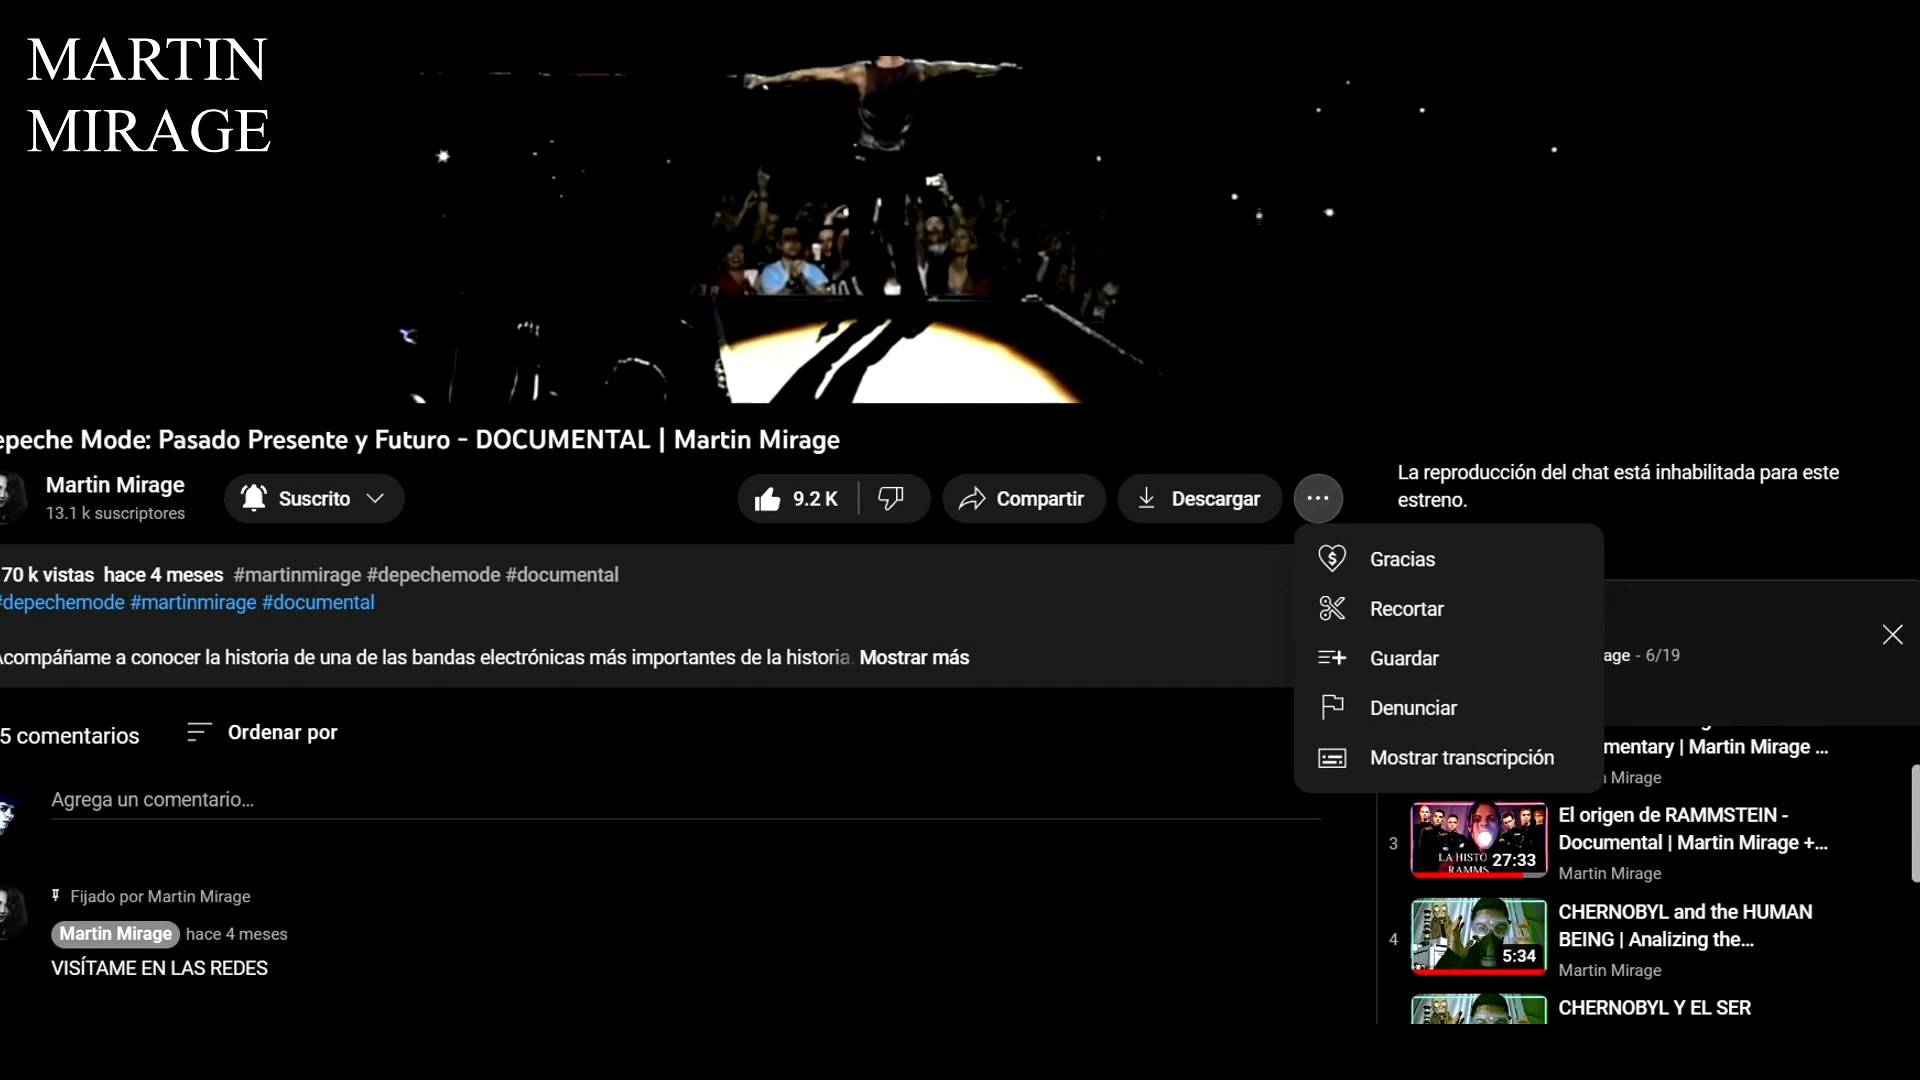 MARTIN
MIRAGE
epeche Mode: Pasado Presente y Futuro - DOCUMENTAL | Martin Mirage
Martin Mirage
13.1 k suscriptores
Suscrito
9.2 K
Compartir
Descargar
La reproducción del chat está inhabilitada para este
estreno.
Gracias
Recortar
Guardar
Denunciar
Mostrar transcripción
70 k vistas hace 4 meses #martinmirage #depechemode #documental
#depechemode #martinmirage #documental
Acompáñame a conocer la historia de una de las bandas electrónicas más importantes de la historia. Mostrar más
age - 6/19
5 comentarios
Ordenar por
Agrega un comentario...
Fijado por Martin Mirage
Martin Mirage hace 4 meses
VISÍTAME EN LAS REDES
mentary | Martin Mirage ...
n Mirage
3
LA HISTO
RAMMS
27:33
El origen de RAMMSTEIN -
Documental | Martin Mirage +...
Martin Mirage
4
5:34
CHERNOBYL and the HUMAN
BEING | Analizing the...
Martin Mirage
CHERNOBYL Y EL SER